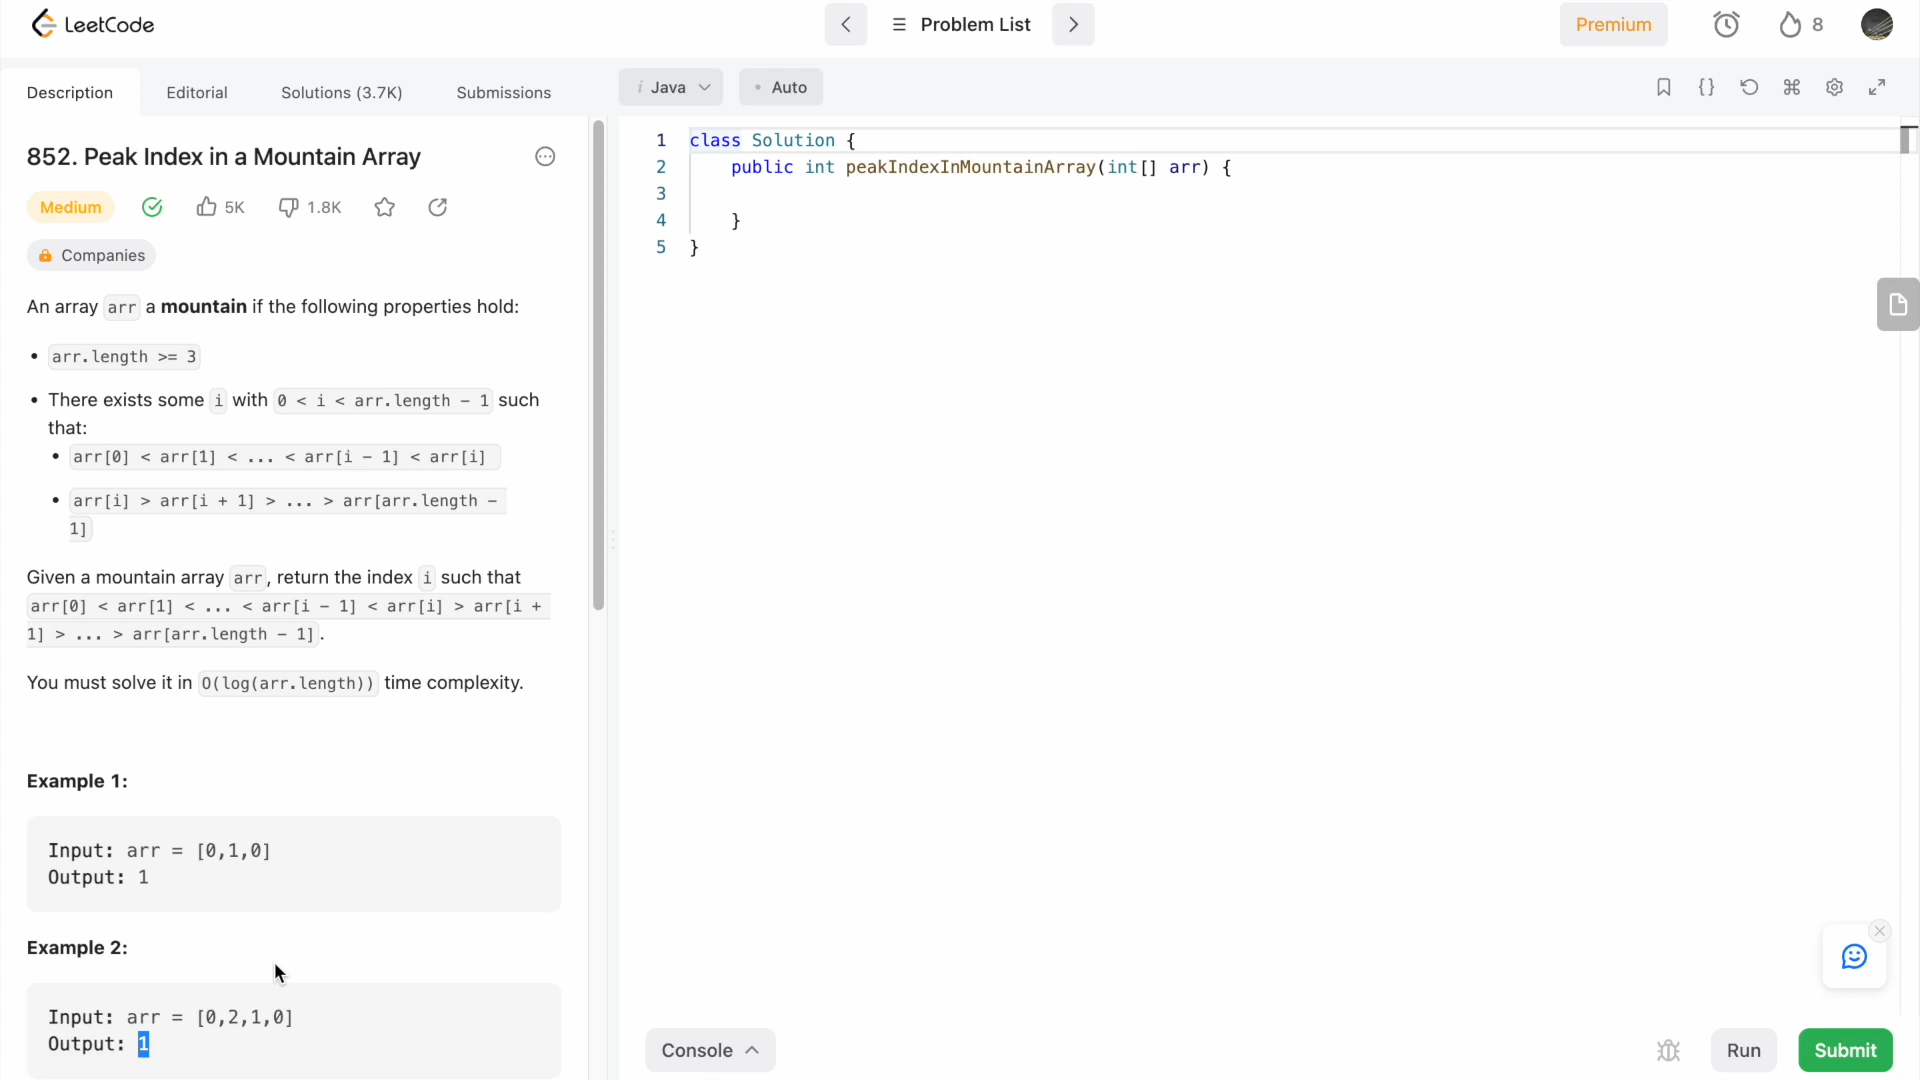 LeetCode
Problem List
Premium
8
Description
Editorial
Solutions (3.7K)
Submissions
i Java
• Auto
{}
852. Peak Index in a Mountain Array
Medium
5K
1.8K
Companies
An array arr a mountain if the following properties hold:
• arr.length >= 3
• There exists some i with 0 < i < arr.length - 1 such
that:
• arr[0] < arr[1] < ... < arr[i - 1] < arr[i]
• arr[i] > arr[i + 1] > ... > arr[arr.length -
1]
Given a mountain array arr, return the index i such that
arr[0] < arr[1] < ... < arr[i - 1] < arr[i] > arr[i +
1] > ... > arr[arr.length - 1].
You must solve it in O(log(arr.length)) time complexity.
Example 1:
Input: arr = [0,1,0]
Output: 1
Example 2:
Input: arr = [0,2,1,0]
Output: 1
1 class Solution {
2 public int peakIndexInMountainArray(int[] arr) {
3
4 }
5 }
Console
Run
Submit